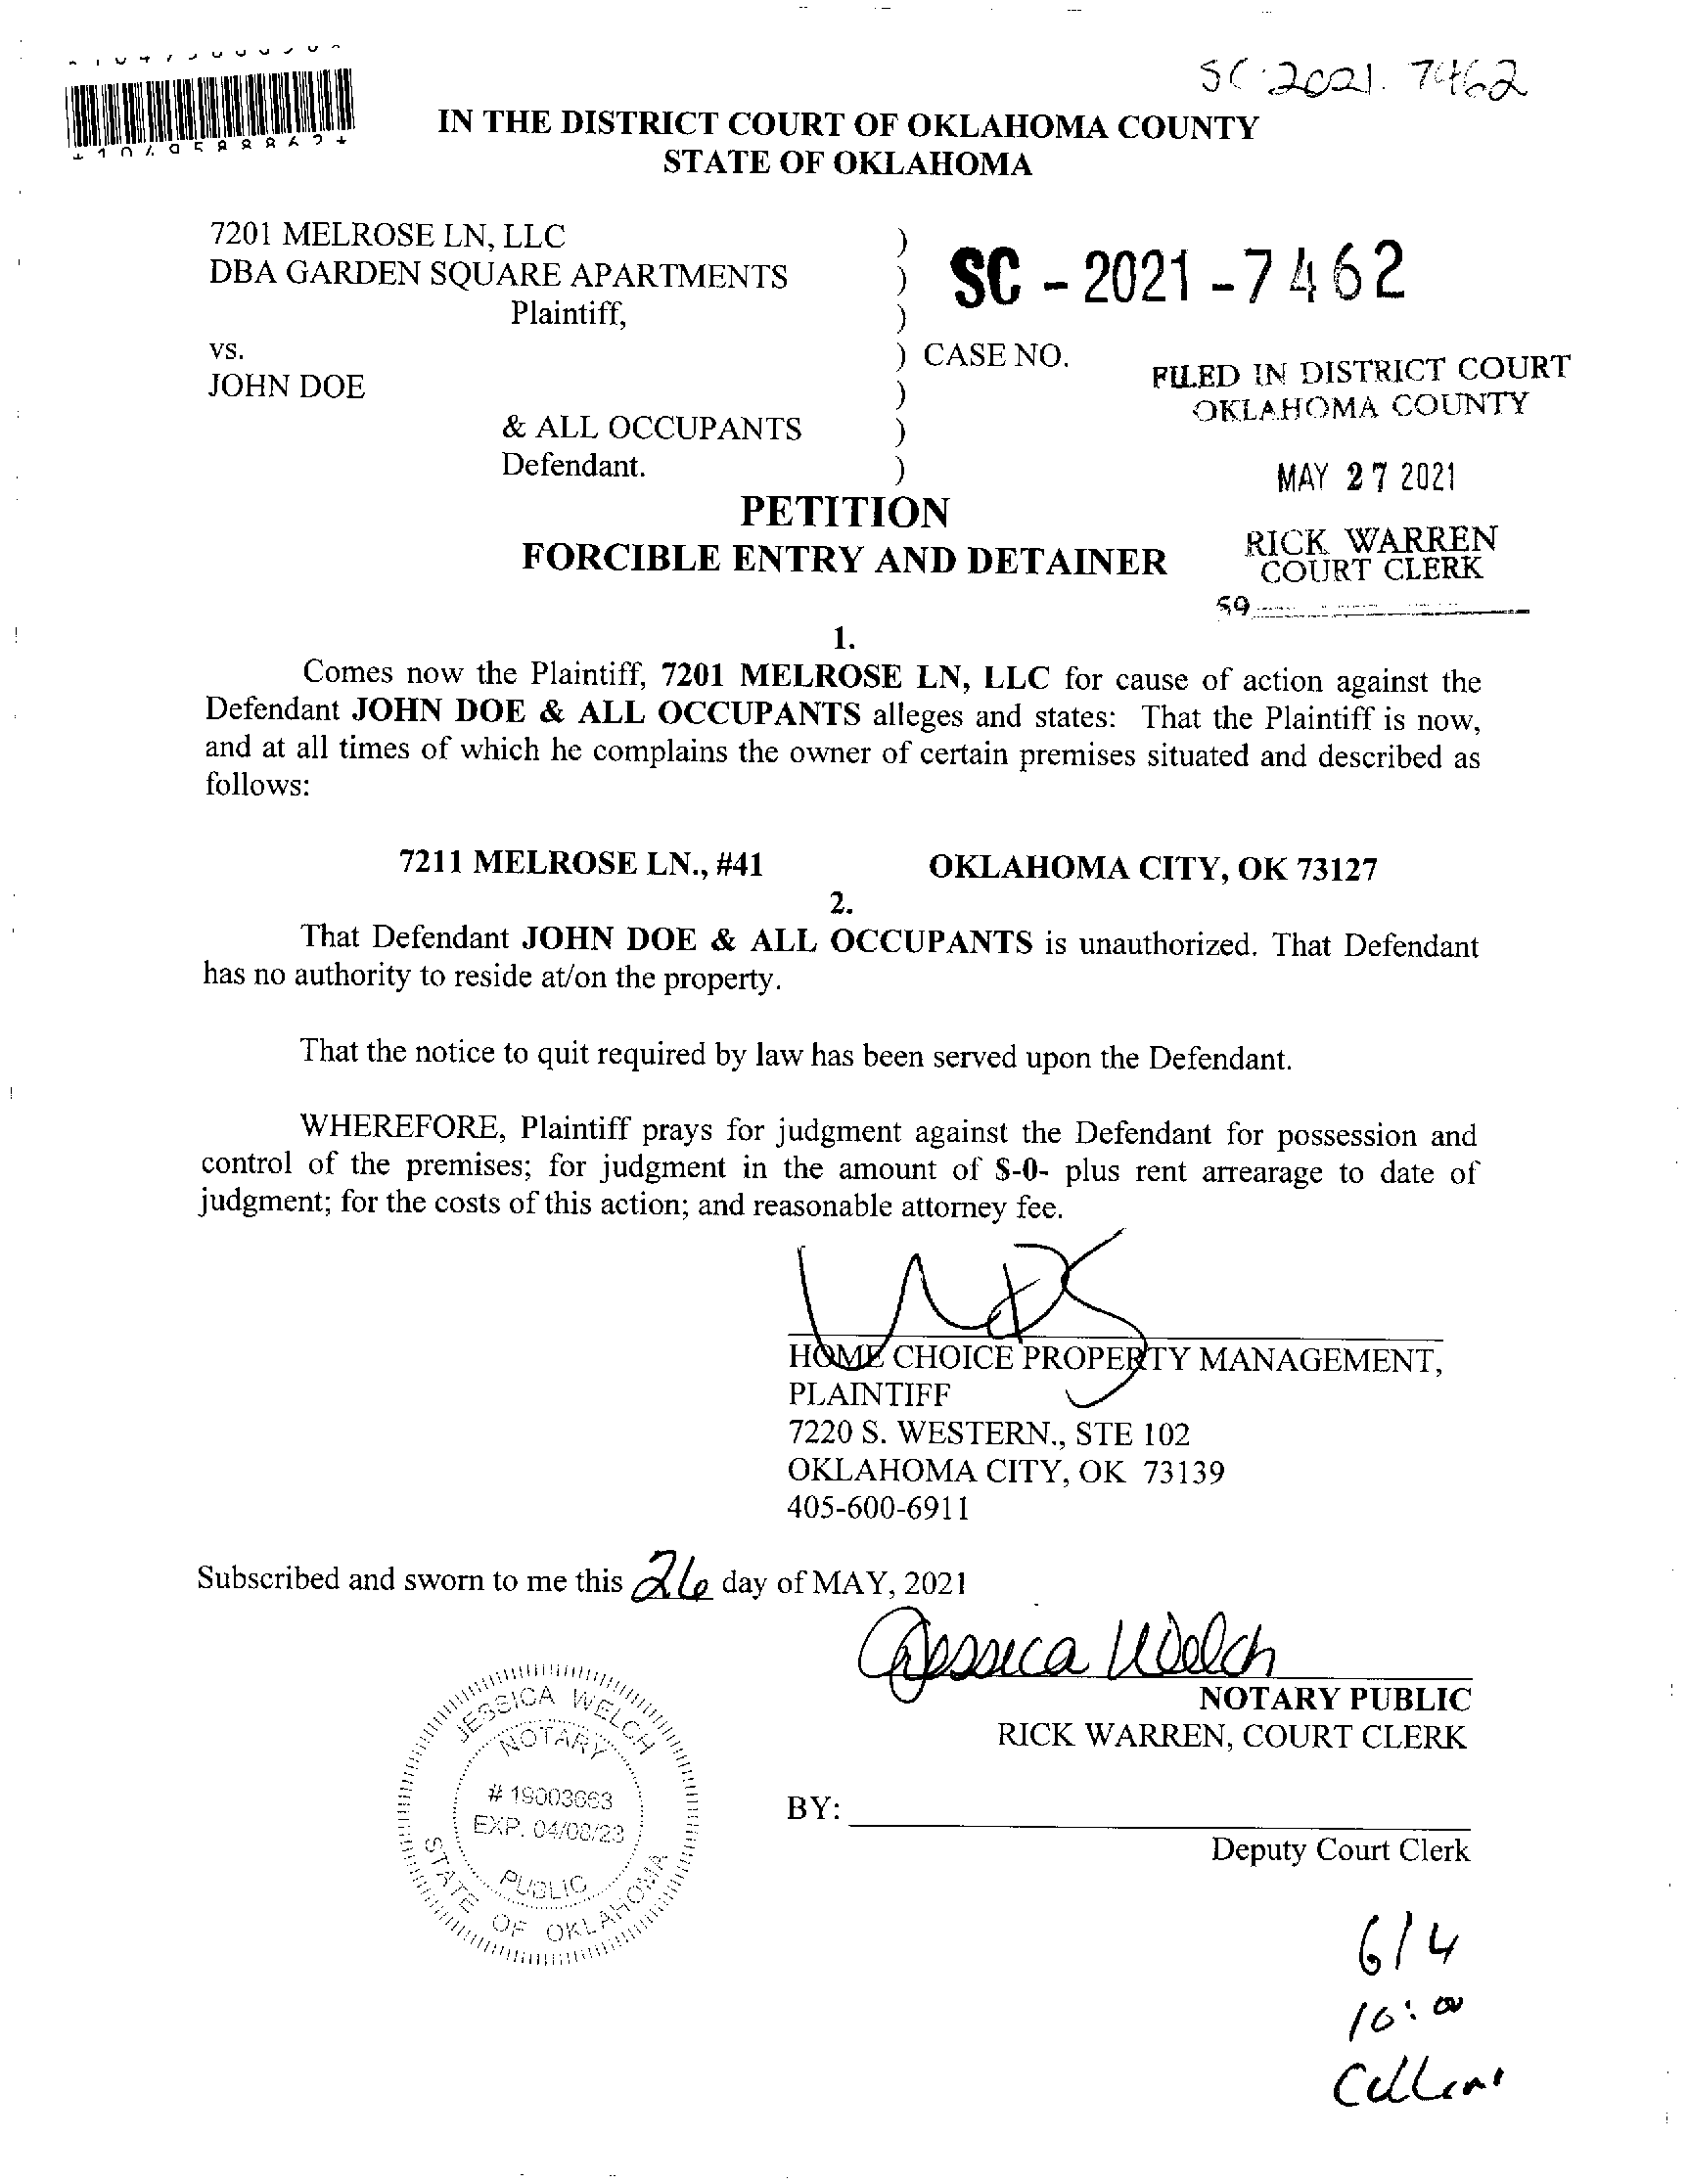 SC-2021-7462
IN THE DISTRICT COURT OF OKLAHOMA COUNTY
STATE OF OKLAHOMA
7201 MELROSE LN, LLC )
DBA GARDEN SQUARE APARTMENTS ) SC-2021-7462
Plaintiff, )
vs. ) CASE NO.
JOHN DOE )
& ALL OCCUPANTS )
Defendant. )
FILED IN DISTRICT COURT
OKLAHOMA COUNTY
MAY 27 2021
RICK WARREN
COURT CLERK
59
PETITION
FORCIBLE ENTRY AND DETAINER
1.
Comes now the Plaintiff, 7201 MELROSE LN, LLC for cause of action against the
Defendant JOHN DOE & ALL OCCUPANTS alleges and states: That the Plaintiff is now,
and at all times of which he complains the owner of certain premises situated and described as
follows:
7211 MELROSE LN., #41 OKLAHOMA CITY, OK 73127
2.
That Defendant JOHN DOE & ALL OCCUPANTS is unauthorized. That Defendant
has no authority to reside at/on the property.
That the notice to quit required by law has been served upon the Defendant.
WHEREFORE, Plaintiff prays for judgment against the Defendant for possession and
control of the premises; for judgment in the amount of $-0- plus rent arrearage to date of
judgment; for the costs of this action; and reasonable attorney fee.
HOME CHOICE PROPERTY MANAGEMENT,
PLAINTIFF
7220 S. WESTERN., STE 102
OKLAHOMA CITY, OK 73139
405-600-6911
Subscribed and sworn to me this 26 day of MAY, 2021
Jessica Welch
NOTARY PUBLIC
RICK WARREN, COURT CLERK
JESSICA WELCH
NOTARY
# 19003663
EXP. 04/08/23
PUBLIC
STATE OF OKLAHOMA
BY:
Deputy Court Clerk
6/4
10:00